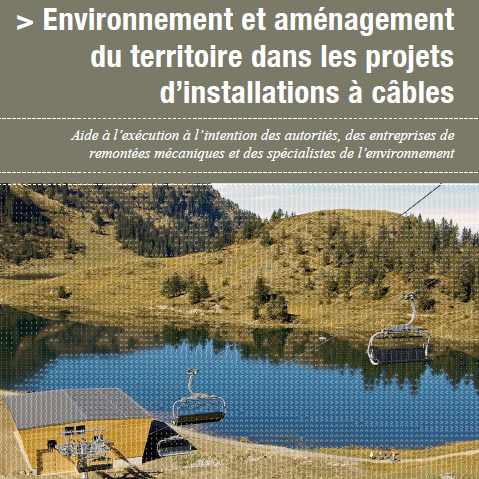 > Environnement et aménagement
du territoire dans les projets
d’installations à câbles
Aide à l’exécution à l’intention des autorités, des entreprises de
remontées mécaniques et des spécialistes de l’environnement